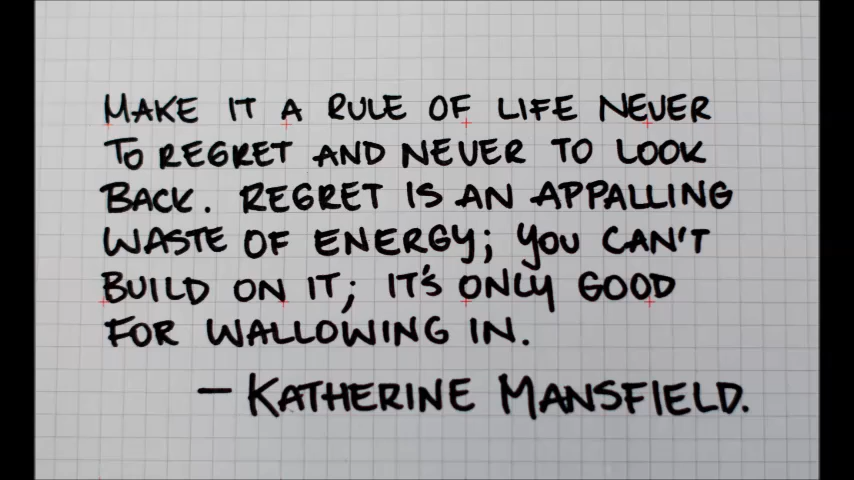 MAKE IT A RULE OF LIFE NEVER
TO REGRET AND NEVER TO LOOK
BACK. REGRET IS AN APPALLING
WASTE OF ENERGY; YOU CAN'T
BUILD ON IT; IT'S ONLY GOOD
FOR WALLOWING IN.
— KATHERINE MANSFIELD.